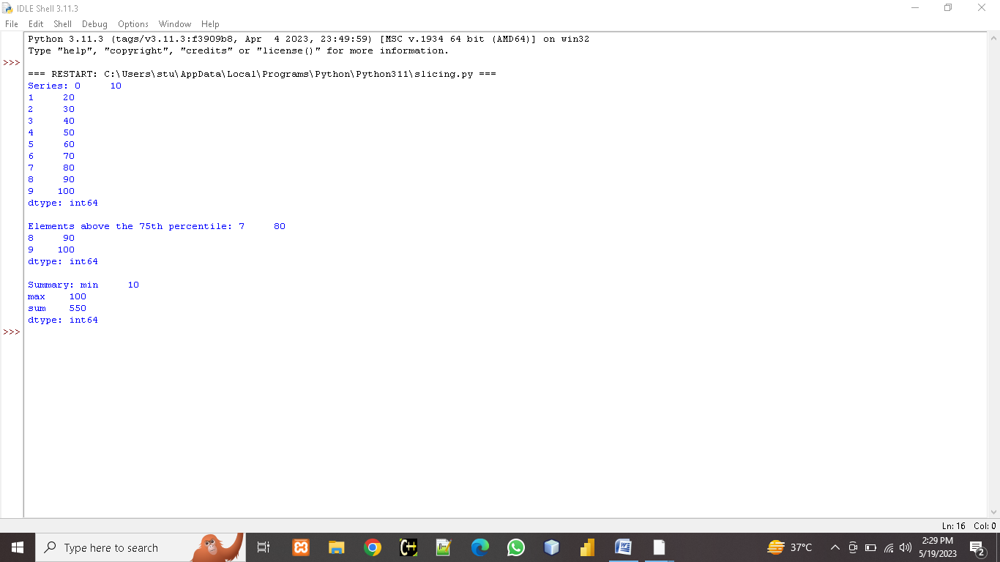 IDLE Shell 3.11.3
File Edit Shell Debug Options Window Help
Python 3.11.3 (tags/v3.11.3:f3909b8, Apr  4 2023, 23:49:59) [MSC v.1934 64 bit (AMD64)] on win32
Type "help", "copyright", "credits" or "license()" for more information.
>>>
=== RESTART: C:\Users\stu\AppData\Local\Programs\Python\Python311\slicing.py ===
Series: 0     10
1     20
2     30
3     40
4     50
5     60
6     70
7     80
8     90
9    100
dtype: int64
Elements above the 75th percentile: 7     80
8     90
9    100
dtype: int64
Summary: min     10
max    100
sum    550
dtype: int64
>>>
Ln: 16 Col: 0
Type here to search
37°C
2:29 PM
5/19/2023
2